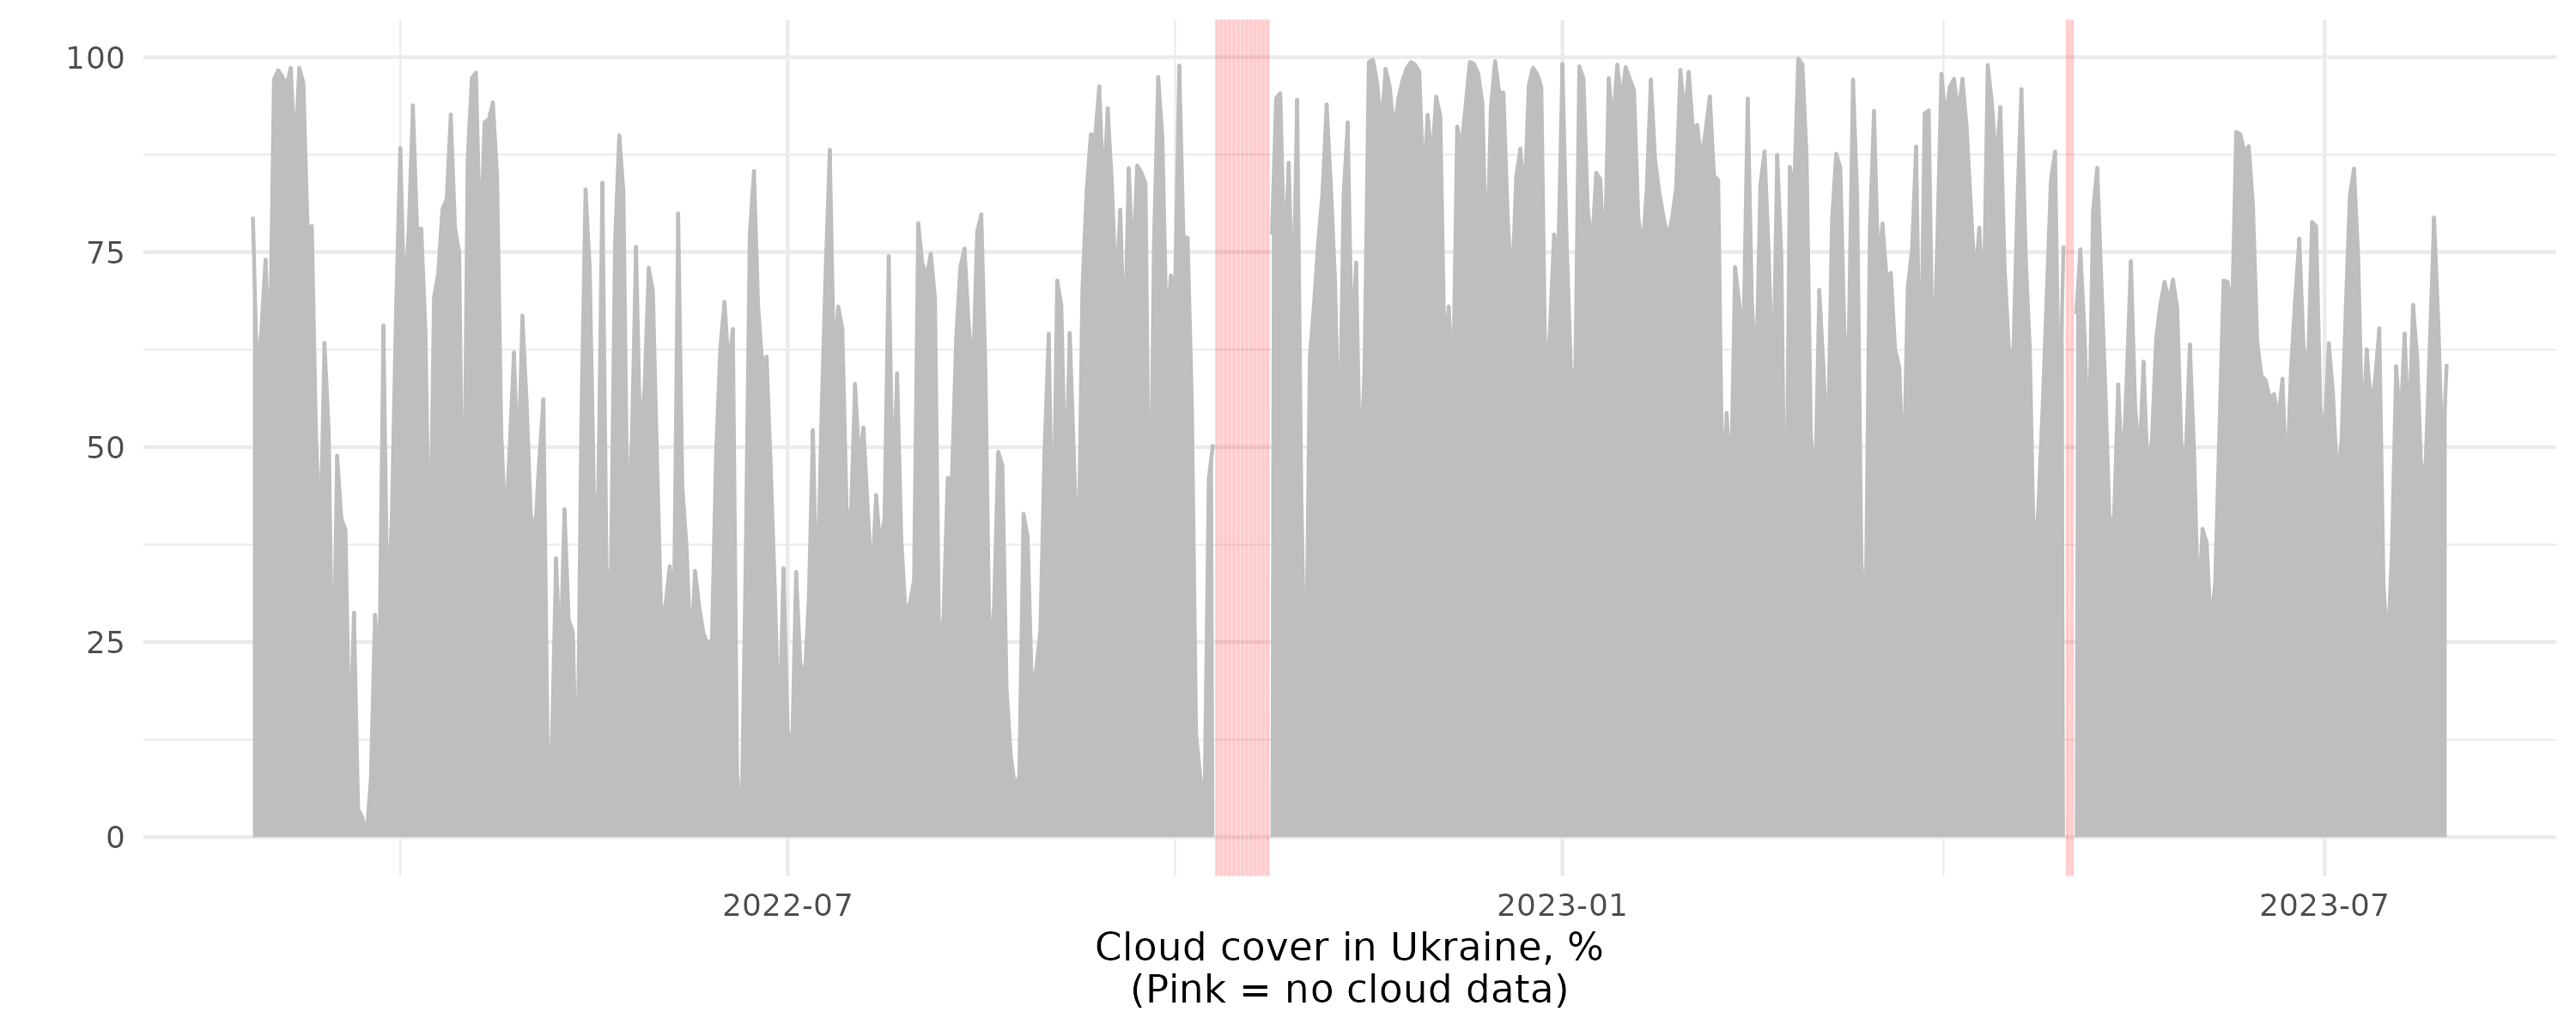 100
75
50
25
0
2022-07 2023-01 2023-07
Cloud cover in Ukraine, %
(Pink = no cloud data)